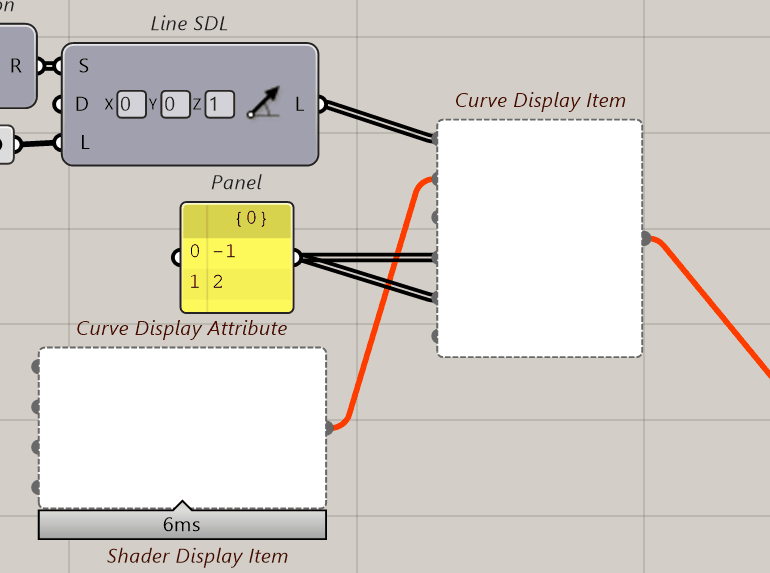 on
Line SDL
R
S
D X 0 Y 0 Z 1 L
L
Curve Display Item
Panel
{0}
0 -1
1 2
Curve Display Attribute
6ms
Shader Display Item